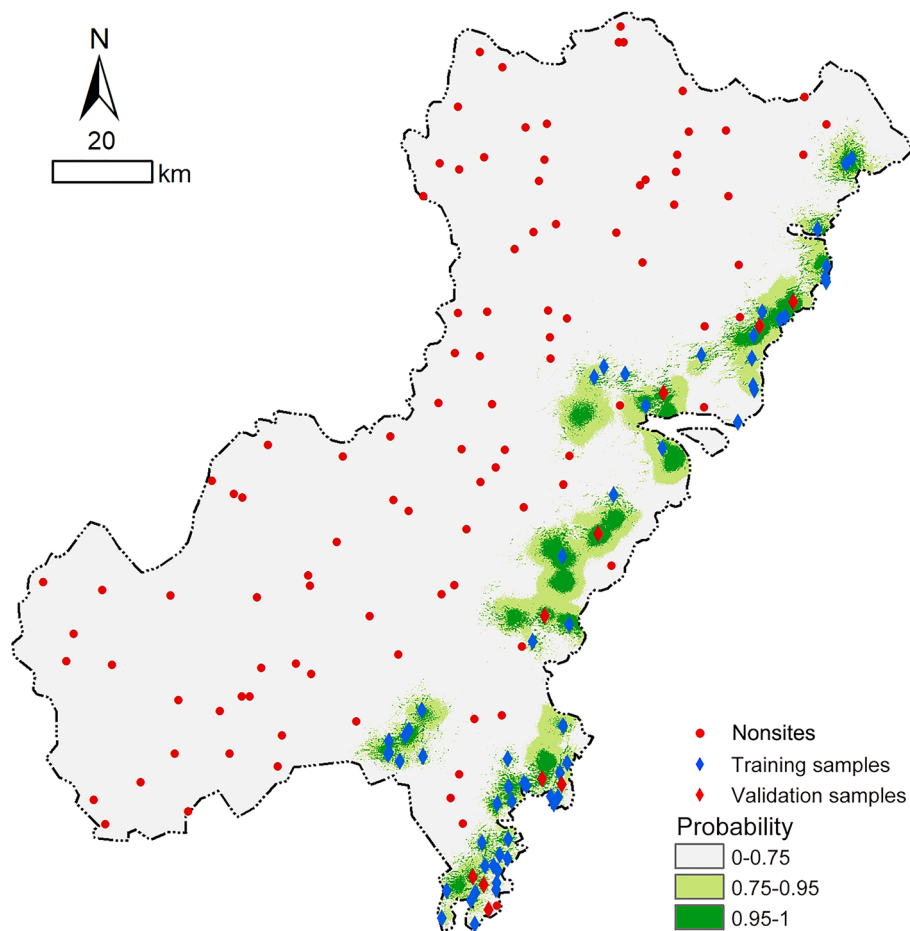 N
20
km
Nonsites
Training samples
Validation samples
Probability
0-0.75
0.75-0.95
0.95-1